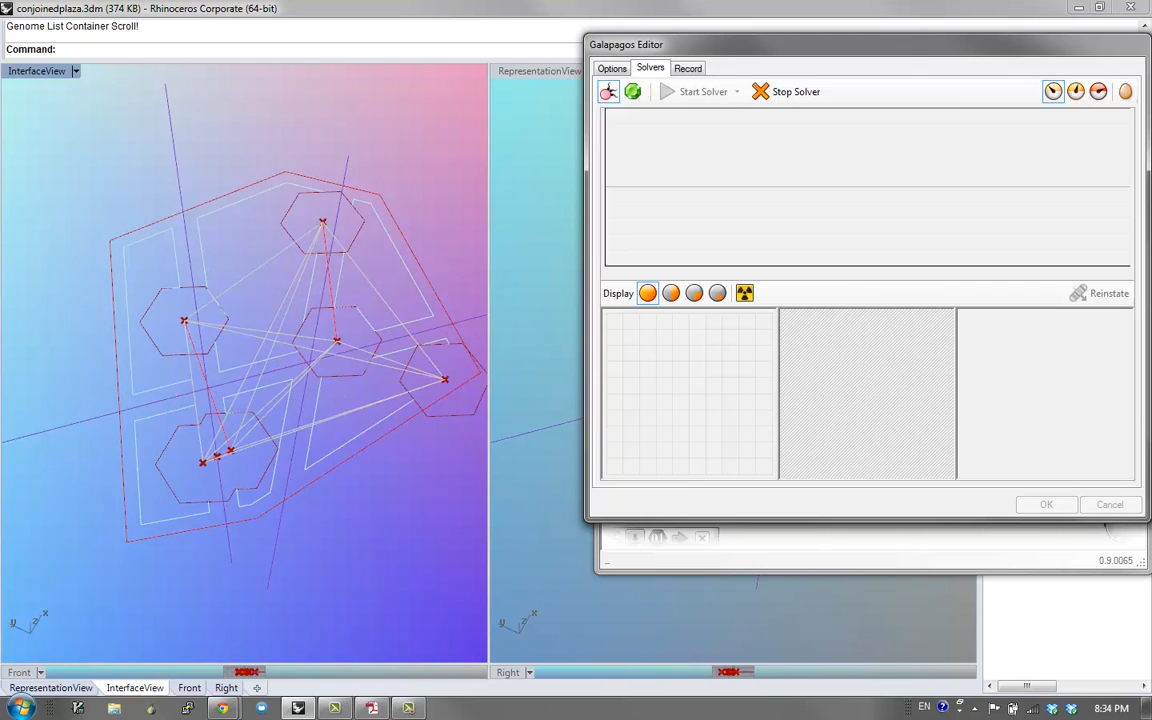 conjoinedplaza.3dm (374 KB) - Rhinoceros Corporate (64-bit)
Genome List Container Scroll!
Command:
InterfaceView
RepresentationView
Galapagos Editor
Options Solvers Record
Start Solver Stop Solver
Display Reinstate
OK Cancel
0.9.0065
Front Right
RepresentationView InterfaceView Front Right
EN 8:34 PM